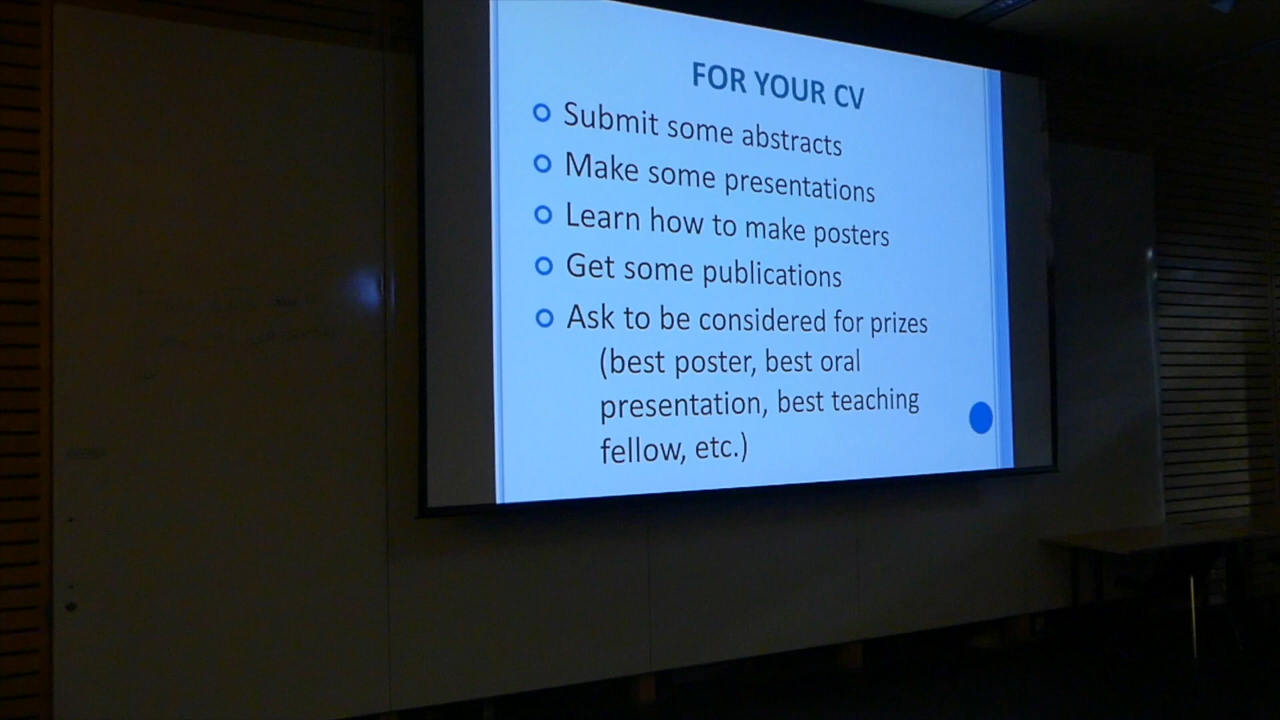 FOR YOUR CV
Submit some abstracts
Make some presentations
Learn how to make posters
Get some publications
Ask to be considered for prizes
(best poster, best oral
presentation, best teaching
fellow, etc.)